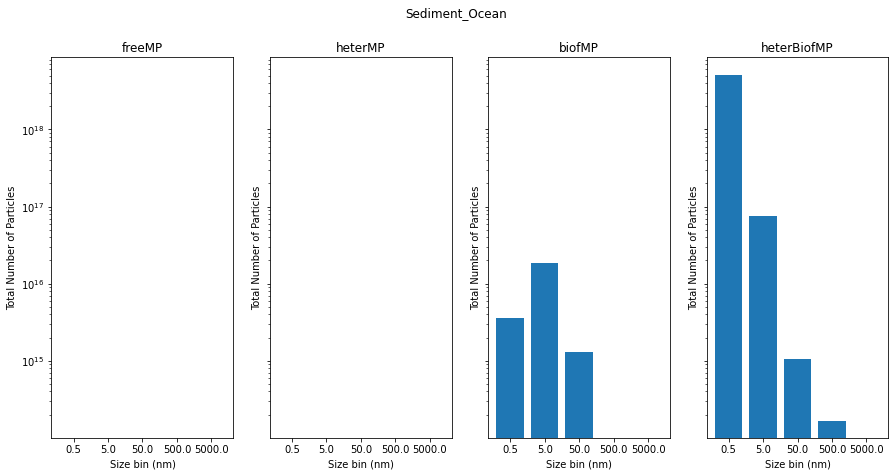 Sediment_Ocean
freeMP
heterMP
biofMP
heterBiofMP
Total Number of Particles
10^18
10^17
10^16
10^15
0.5 5.0 50.0 500.0 5000.0
Size bin (nm)
Total Number of Particles
0.5 5.0 50.0 500.0 5000.0
Size bin (nm)
Total Number of Particles
0.5 5.0 50.0 500.0 5000.0
Size bin (nm)
Total Number of Particles
0.5 5.0 50.0 500.0 5000.0
Size bin (nm)